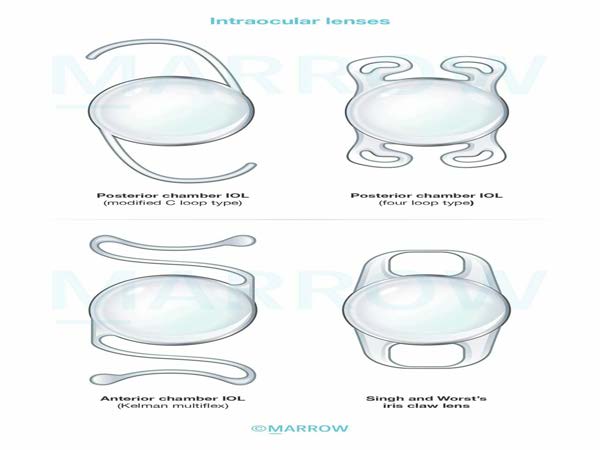 Intraocular lenses
MARROW
Posterior chamber IOL
(modified C loop type)
Posterior chamber IOL
(four loop type)
MARROW
Anterior chamber IOL
(Kelman multiflex)
Singh and Worst's
iris claw lens
©MARROW